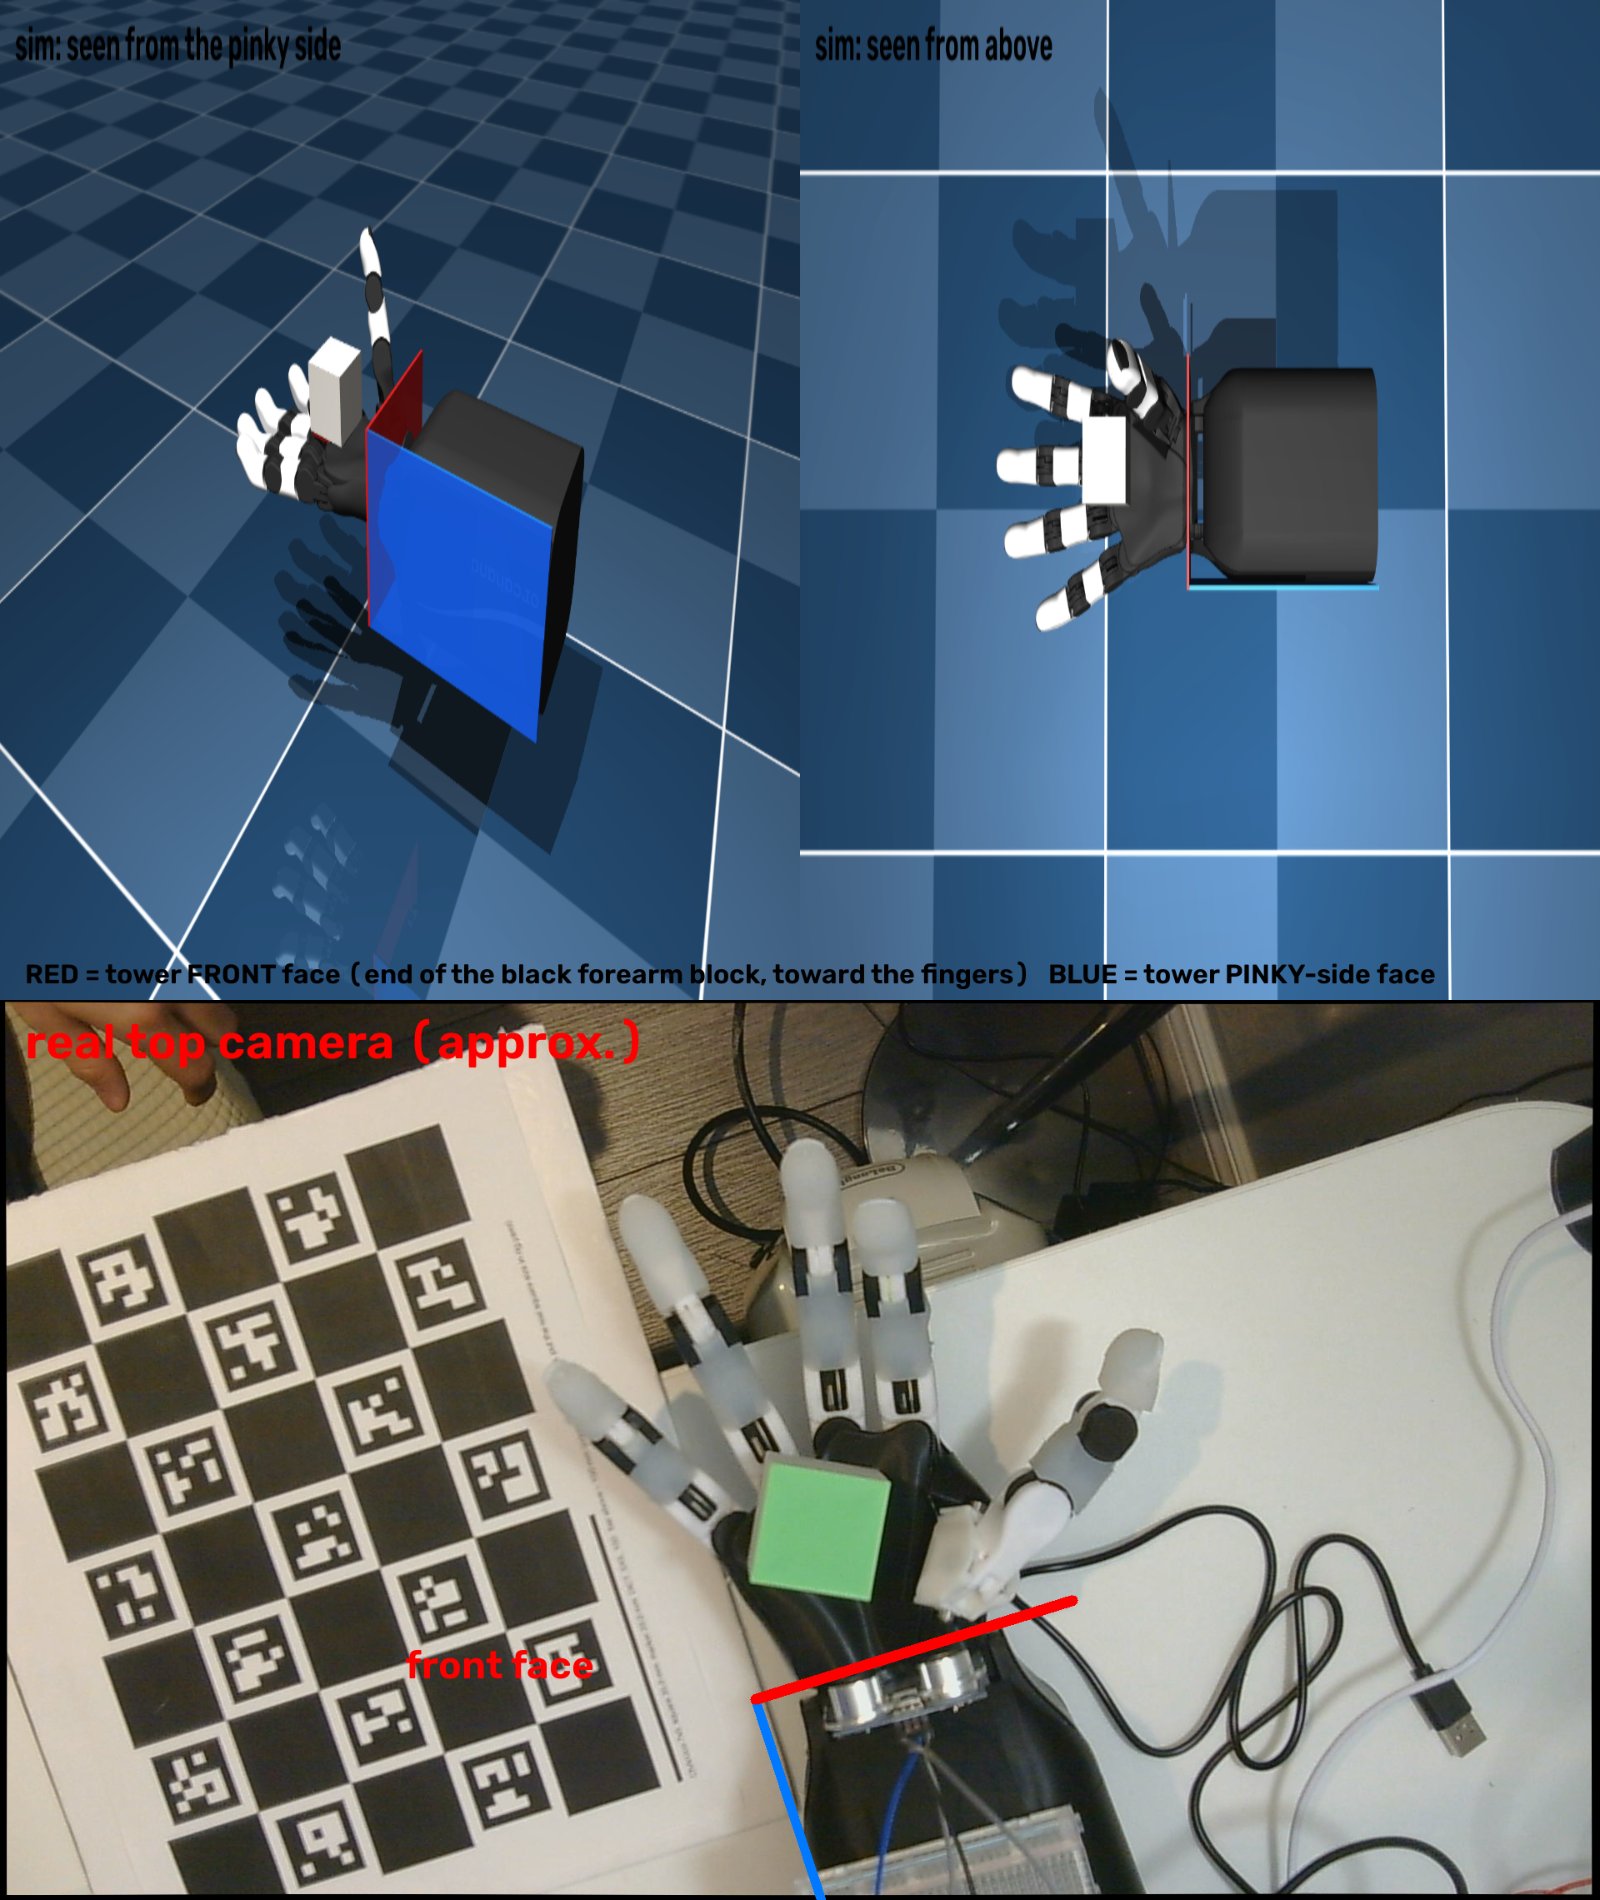 sim: seen from the pinky side
sim: seen from above
RED = tower FRONT face (end of the black forearm block, toward the fingers)   BLUE = tower PINKY-side face
real top camera (approx.)
front face